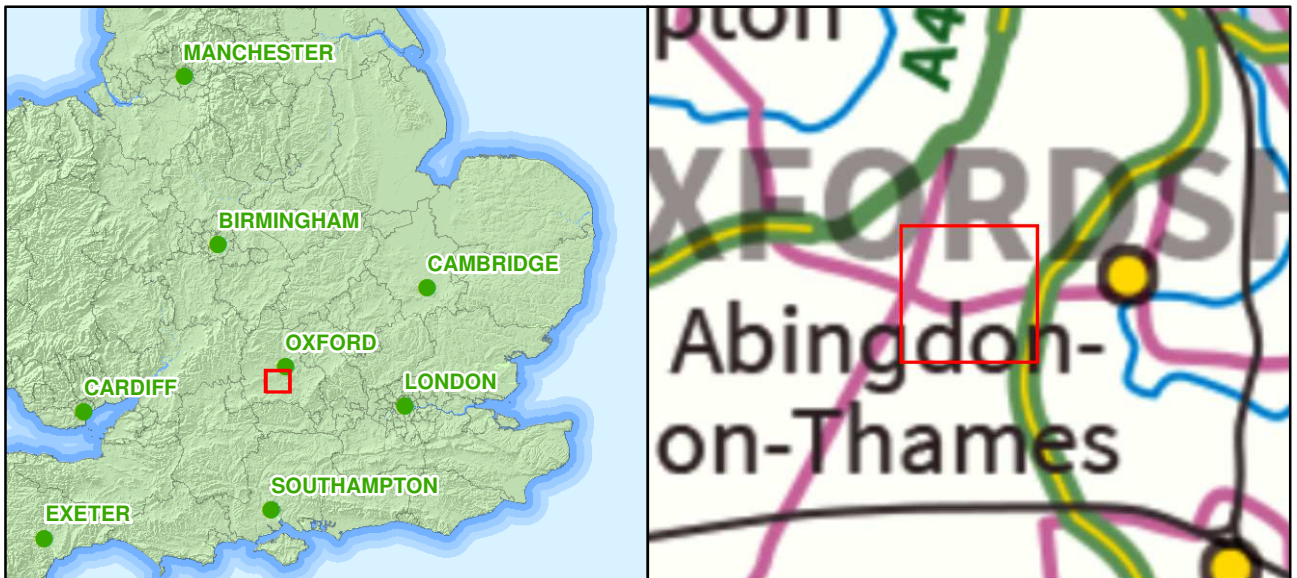 MANCHESTER
BIRMINGHAM
CAMBRIDGE
OXFORD
CARDIFF
LONDON
SOUTHAMPTON
EXETER
pton
A4
XFORDSH
Abingdon-
on-Thames